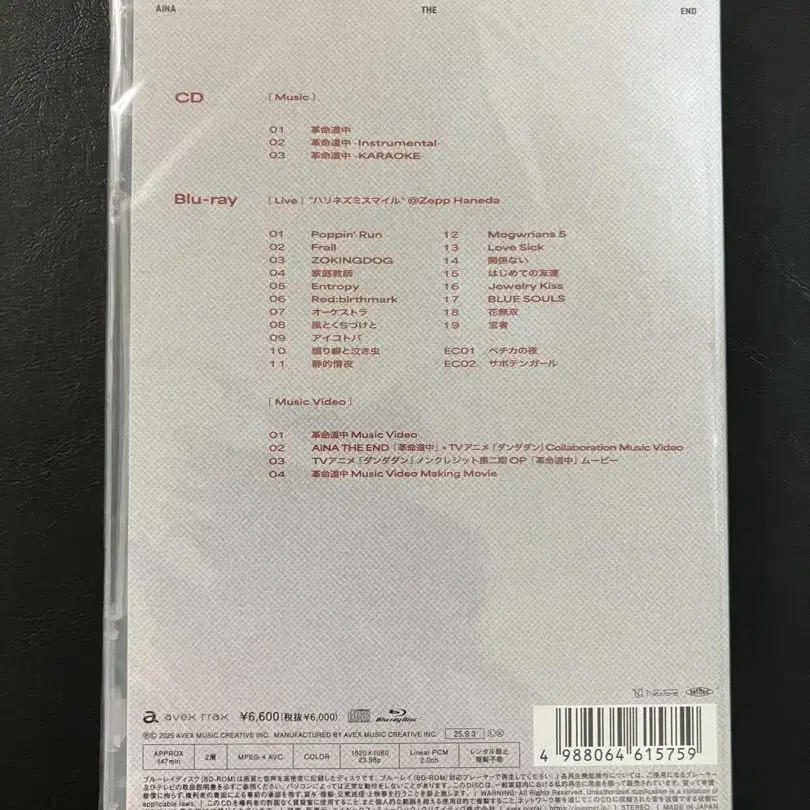 AiNA THE END
CD [ Music ]
01 革命道中
02 革命道中 -Instrumental-
03 革命道中 -KARAOKE-
Blu-ray [ Live ] "ハリネズミスマイル" @Zepp Haneda
01 Poppin' Run
02 Frail
03 ZOKINGDOG
04 家庭教師
05 Entropy
06 Red:birthmark
07 オーケストラ
08 風とくちづけと
09 アイコトバ
10 煽り癖と泣き虫
11 静的情夜
12 Mogwrians 5
13 Love Sick
14 関係ない
15 はじめての友達
16 Jewelry Kiss
17 BLUE SOULS
18 花無双
19 宝者
EC01 ペチカの夜
EC02 サボテンガール
[ Music Video ]
01 革命道中 Music Video
02 AiNA THE END「革命道中」× TVアニメ「ダンダダン」Collaboration Music Video
03 TVアニメ「ダンダダン」ノンクレジット第二期 OP「革命道中」ムービー
04 革命道中 Music Video Making Movie
NexTone
a avex trax ¥6,600(税抜¥6,000) Blu-ray Disc
ⓅⒸ 2025 AVEX MUSIC CREATIVE INC. MANUFACTURED BY AVEX MUSIC CREATIVE INC. 25.9.3
APPROX 147min 2層 MPEG-4 AVC COLOR 1920×1080 23.98p Linear PCM 2.0ch レンタル禁止 複製不能
4 988064 615759